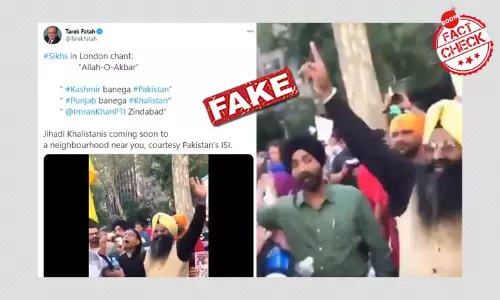 Tarek Fatah
@TarekFatah
#Sikhs in London chant:
"Allah-O-Akbar"
" #Kashmir banega #Pakistan"
" #Punjab banega #Khalistan"
" @ImranKhanPTI Zindabad"
Jihadi Khalistanis coming soon to
a neighbourhood near you, courtesy Pakistan's ISI.
FAKE
BOOM
FACT
CHECK